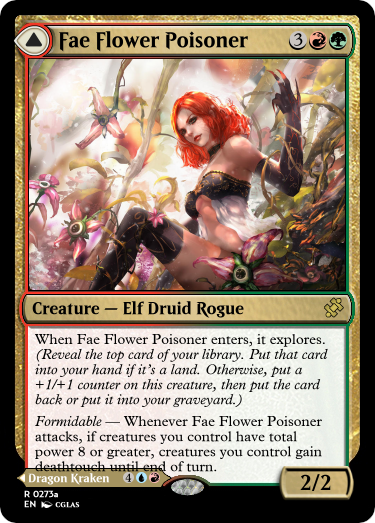 Fae Flower Poisoner 3
Creature — Elf Druid Rogue
When Fae Flower Poisoner enters, it explores.
(Reveal the top card of your library. Put that card
into your hand if it's a land. Otherwise, put a
+1/+1 counter on this creature, then put the card
back or put it into your graveyard.)
Formidable — Whenever Fae Flower Poisoner
attacks, if creatures you control have total
power 8 or greater, creatures you control gain
deathtouch until end of turn.
Dragon Kraken 4
2/2
R 0273a
EN CGLAS